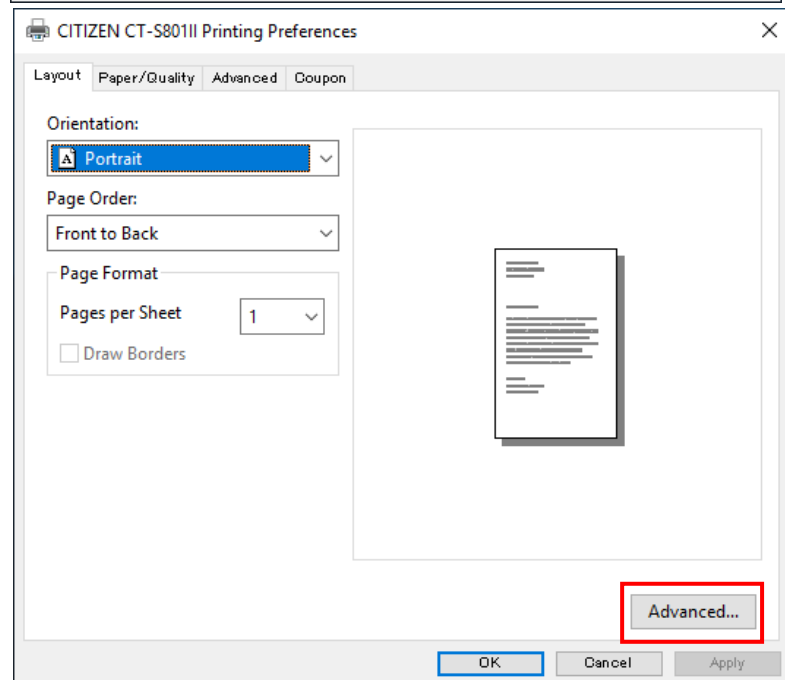 CITIZEN CT-S801II Printing Preferences
Layout Paper/Quality Advanced Coupon
Orientation:
A Portrait
Page Order:
Front to Back
Page Format
Pages per Sheet 1
Draw Borders
Advanced...
OK Cancel Apply